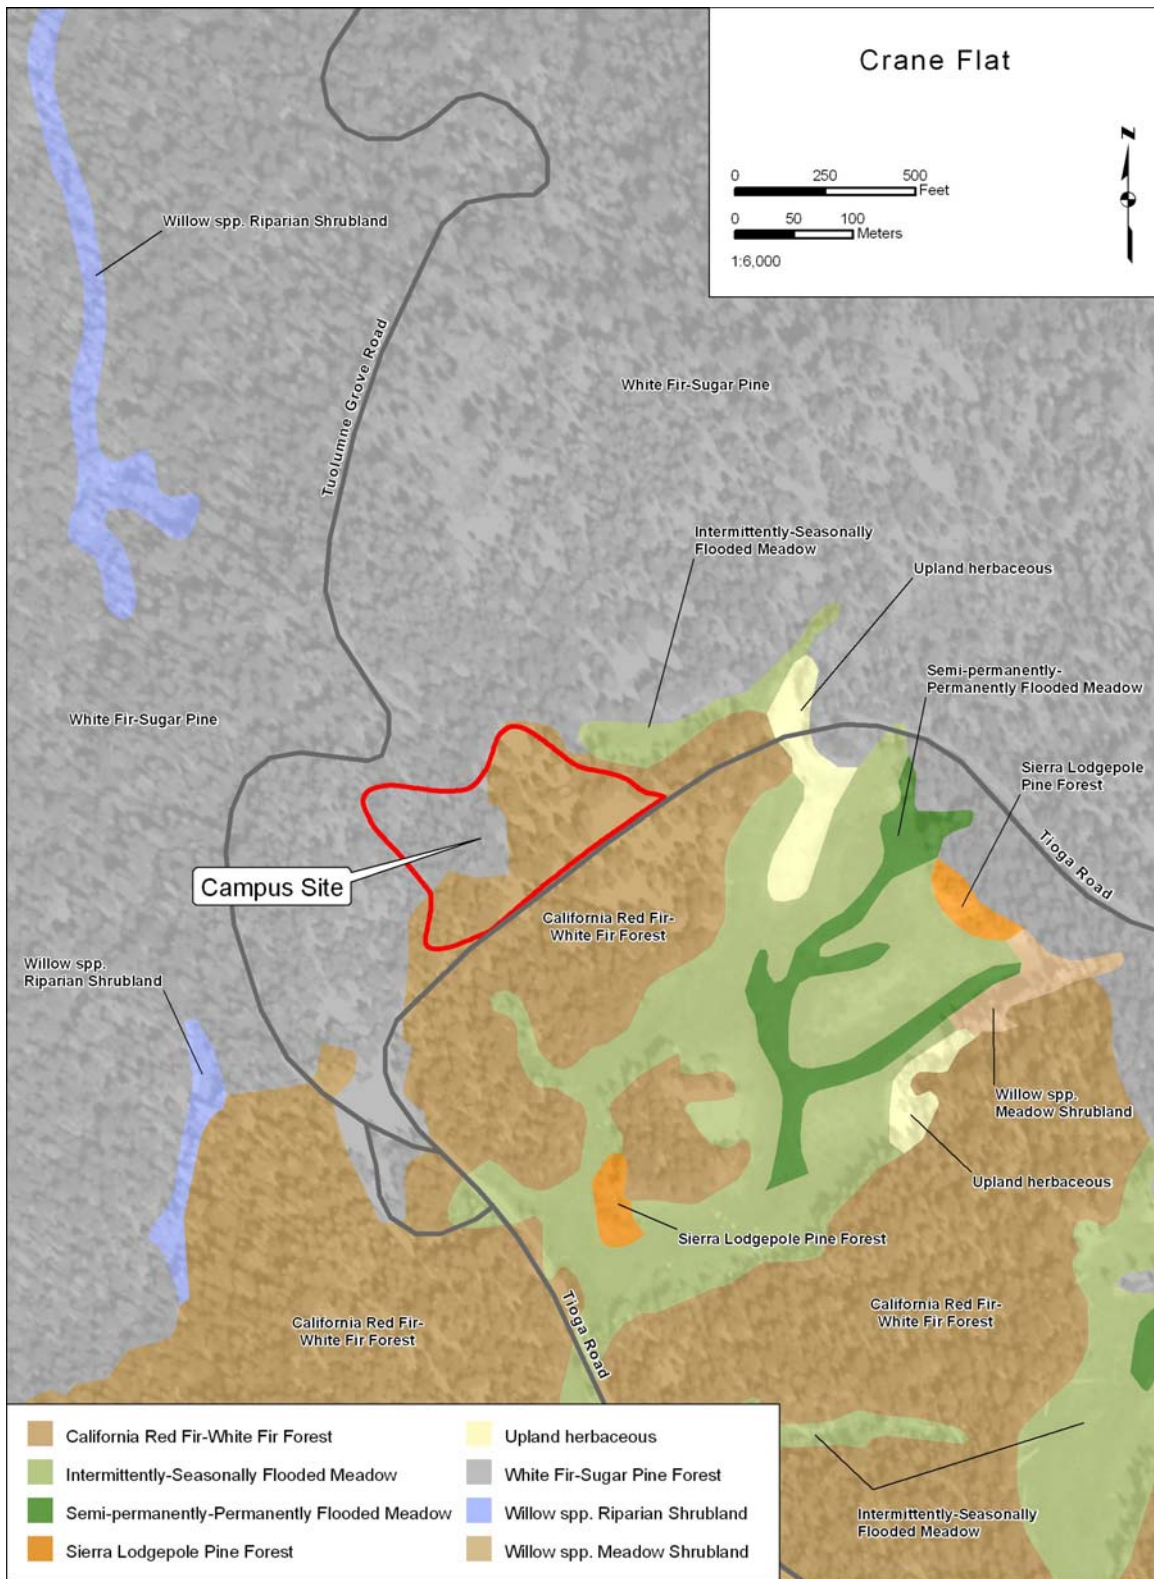 Crane Flat
N
0 250 500
Feet
0 50 100
Meters
1:6,000
Willow spp. Riparian Shrubland
Tuolumne Grove Road
White Fir-Sugar Pine
Intermittently-Seasonally
Flooded Meadow
Upland herbaceous
Semi-permanently-
Permanently Flooded Meadow
White Fir-Sugar Pine
Sierra Lodgepole
Pine Forest
Tioga Road
Campus Site
California Red Fir-
White Fir Forest
Willow spp.
Riparian Shrubland
Willow spp.
Meadow Shrubland
Upland herbaceous
Sierra Lodgepole Pine Forest
California Red Fir-
White Fir Forest
Tioga Road
California Red Fir-
White Fir Forest
Intermittently-Seasonally
Flooded Meadow
California Red Fir-White Fir Forest
Intermittently-Seasonally Flooded Meadow
Semi-permanently-Permanently Flooded Meadow
Sierra Lodgepole Pine Forest
Upland herbaceous
White Fir-Sugar Pine Forest
Willow spp. Riparian Shrubland
Willow spp. Meadow Shrubland